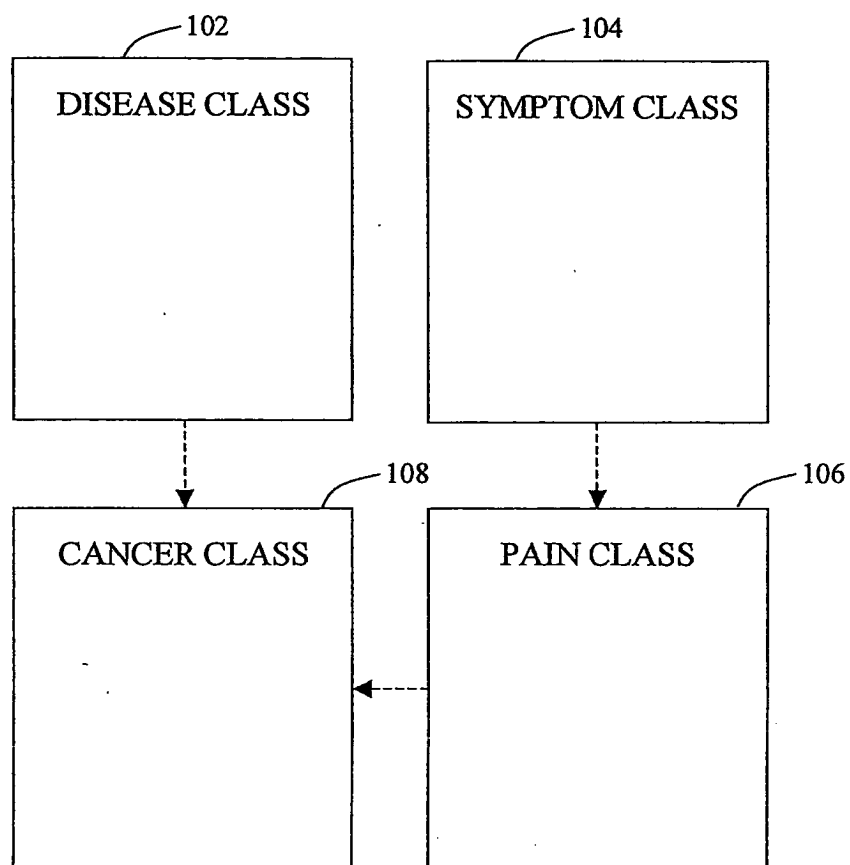 102
104
DISEASE CLASS
SYMPTOM CLASS
108
106
CANCER CLASS
PAIN CLASS